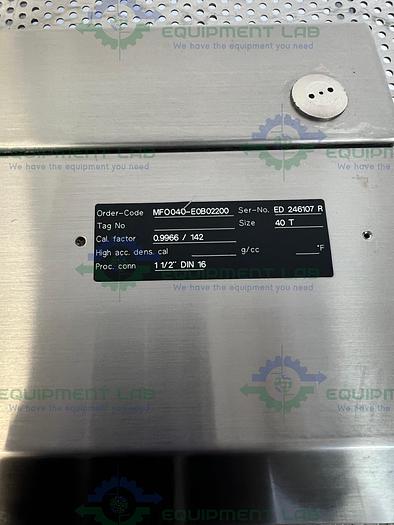 EQUIPMENT LAB
We have the equipment you need
Order-Code MFO040-E0B02200 Ser-No. ED 246107 R
Tag No Size 40 T
Cal. factor 0.9966 / 142
High acc. dens. cal g/cc °F
Proc. conn 1 1/2" DIN 16
EQUIPMENT LAB
We have the equipment you need
EQUIPMENT LAB
We have the equipment you need